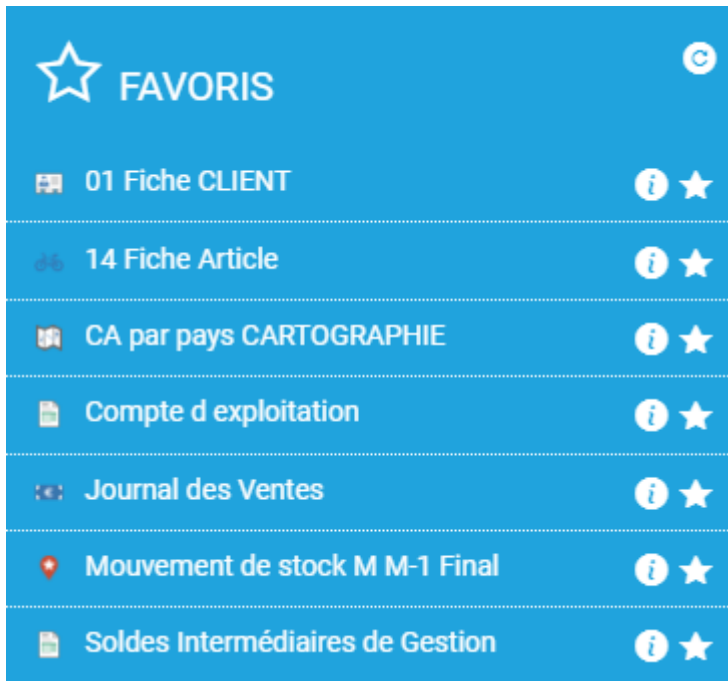 FAVORIS
01 Fiche CLIENT
14 Fiche Article
CA par pays CARTOGRAPHIE
Compte d exploitation
Journal des Ventes
Mouvement de stock M M-1 Final
Soldes Intermédiaires de Gestion